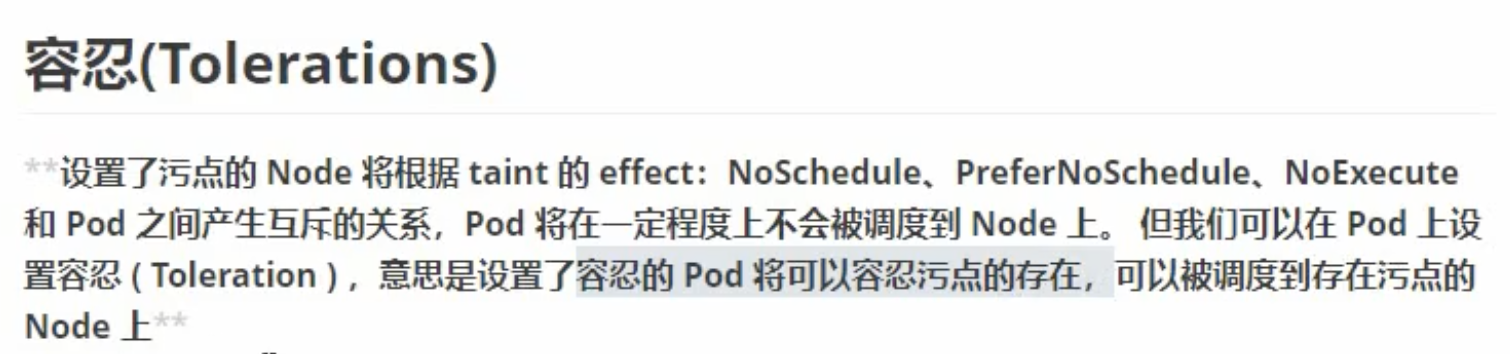 容忍(Tolerations)
**设置了污点的 Node 将根据 taint 的 effect：NoSchedule、PreferNoSchedule、NoExecute
和 Pod 之间产生互斥的关系，Pod 将在一定程度上不会被调度到 Node 上。 但我们可以在 Pod 上设
置容忍 ( Toleration ) ，意思是设置了容忍的 Pod 将可以容忍污点的存在，可以被调度到存在污点的
Node 上**